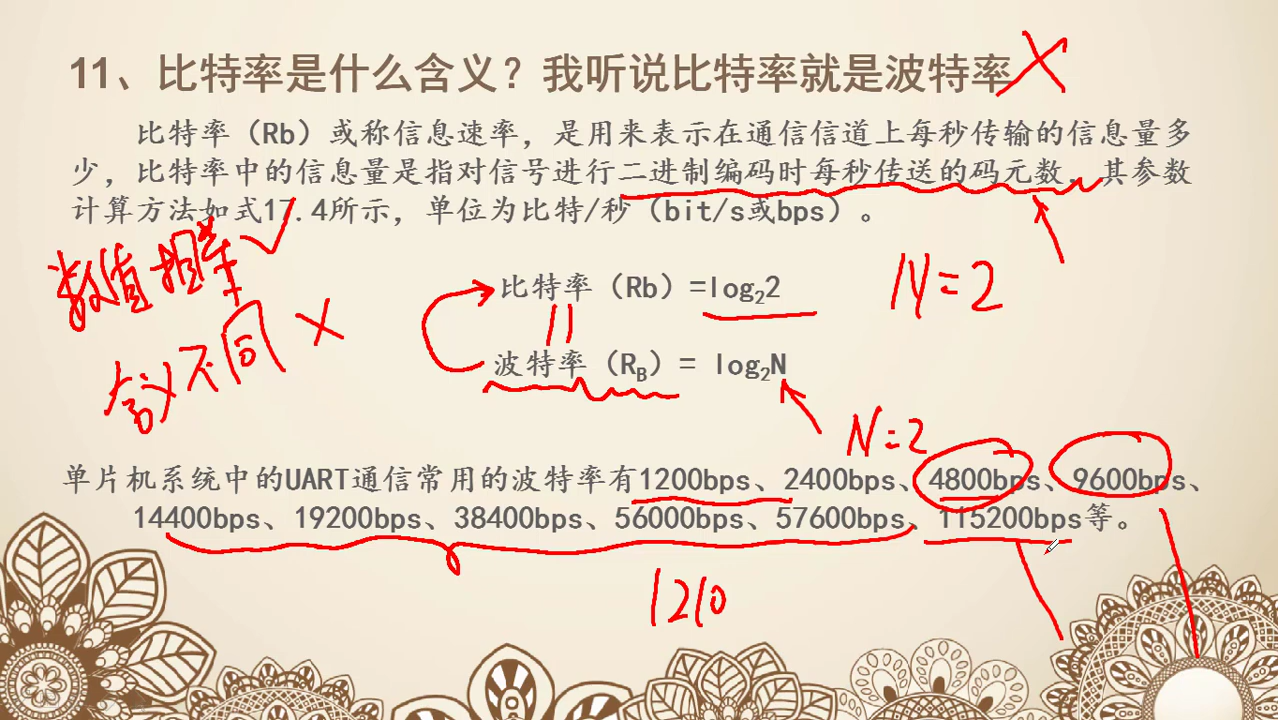 11、比特率是什么含义？我听说比特率就是波特率
比特率（Rb）或称信息速率，是用来表示在通信信道上每秒传输的信息量多
少，比特率中的信息量是指对信号进行二进制编码时每秒传送的码元数，其参数
计算方法如式17.4所示，单位为比特/秒（bit/s或bps）。
数值相等
含义不同
比特率（Rb）=log₂2
N=2
波特率（R_B）= log₂N
N=2
单片机系统中的UART通信常用的波特率有1200bps、2400bps、4800bps、9600bps、
14400bps、19200bps、38400bps、56000bps、57600bps、115200bps等。
1210